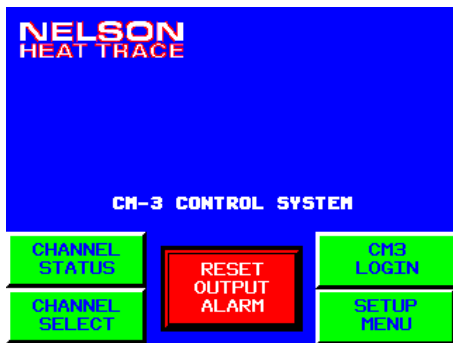 NELSON
HEAT TRACE
CM-3 CONTROL SYSTEM
CHANNEL
STATUS
RESET
OUTPUT
ALARM
CM3
LOGIN
CHANNEL
SELECT
SETUP
MENU